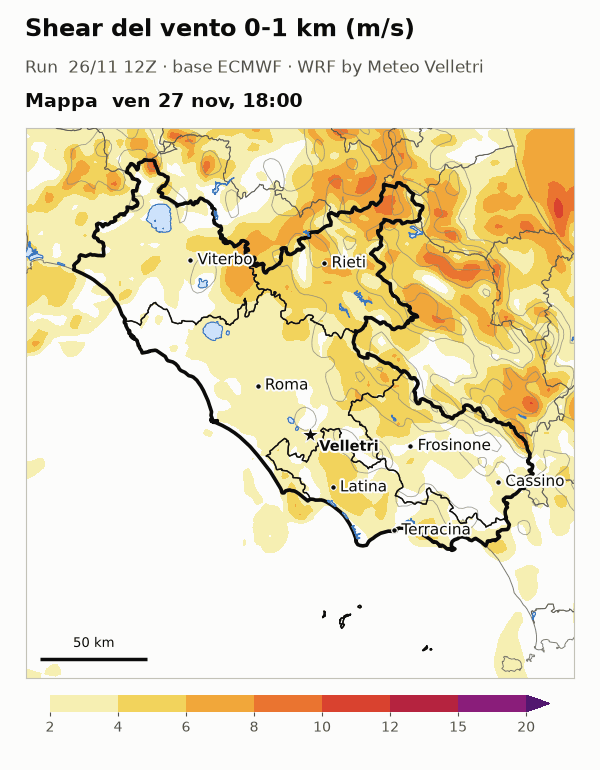 Shear del vento 0-1 km (m/s)
Run  26/11 12Z · base ECMWF · WRF by Meteo Velletri
Mappa  ven 27 nov, 18:00
Viterbo
Rieti
Roma
Velletri
Frosinone
Latina
Cassino
Terracina
50 km
2 4 6 8 10 12 15 20